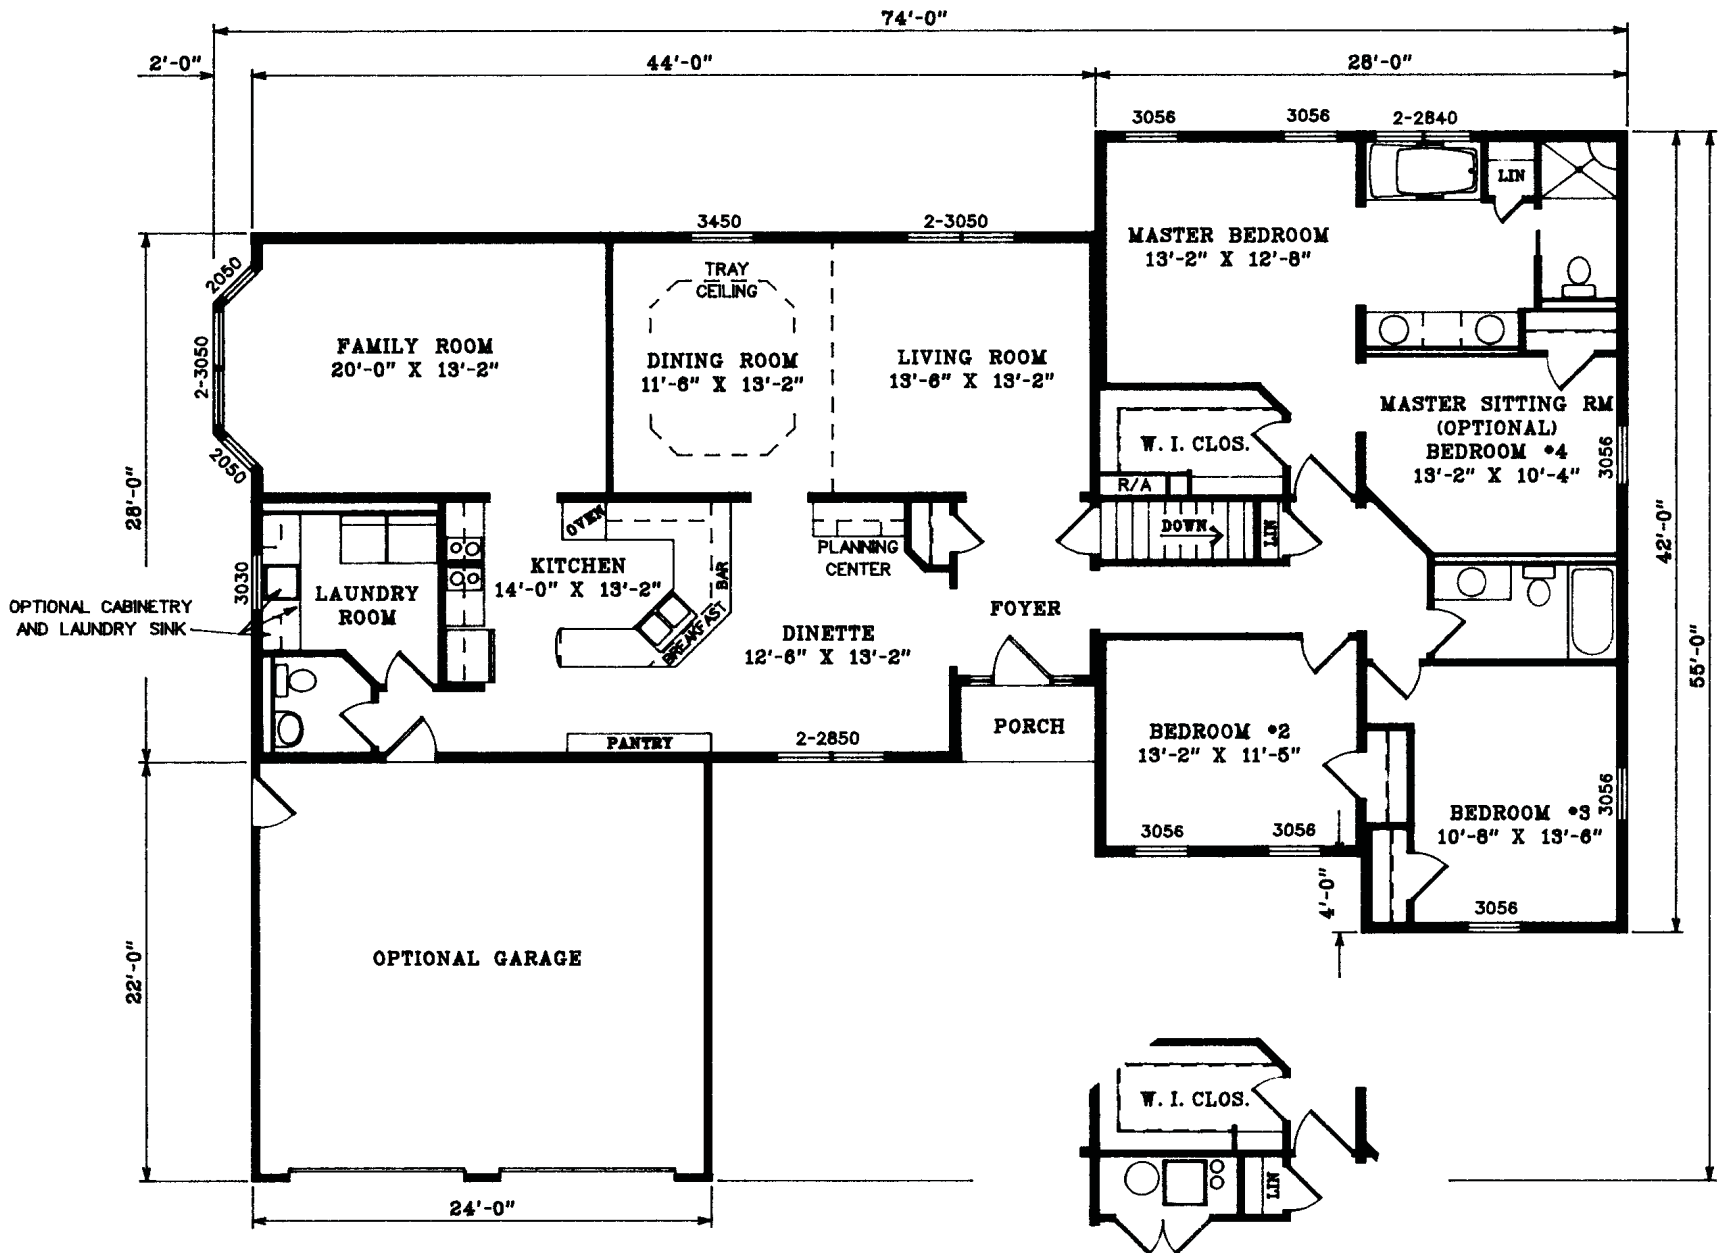 74'-0"
2'-0"
44'-0"
28'-0"
3056
3056
2-2840
LIN
3450
2-3050
MASTER BEDROOM
13'-2" X 12'-8"
2050
TRAY
CEILING
FAMILY ROOM
20'-0" X 13'-2"
DINING ROOM
11'-6" X 13'-2"
LIVING ROOM
13'-6" X 13'-2"
2-3050
MASTER SITTING RM
(OPTIONAL)
BEDROOM #4
13'-2" X 10'-4"
3056
W. I. CLOS.
2050
R/A
28'-0"
42'-0"
OVEN
DOWN
LIN
PLANNING
CENTER
KITCHEN
14'-0" X 13'-2"
BAR
BREAKFAST
3030
LAUNDRY
ROOM
OPTIONAL CABINETRY
AND LAUNDRY SINK
FOYER
DINETTE
12'-6" X 13'-2"
55'-0"
PORCH
PANTRY
2-2850
BEDROOM #2
13'-2" X 11'-5"
3056
BEDROOM #3
10'-8" X 13'-6"
3056
3056
4'-0"
3056
OPTIONAL GARAGE
22'-0"
W. I. CLOS.
LIN
24'-0"